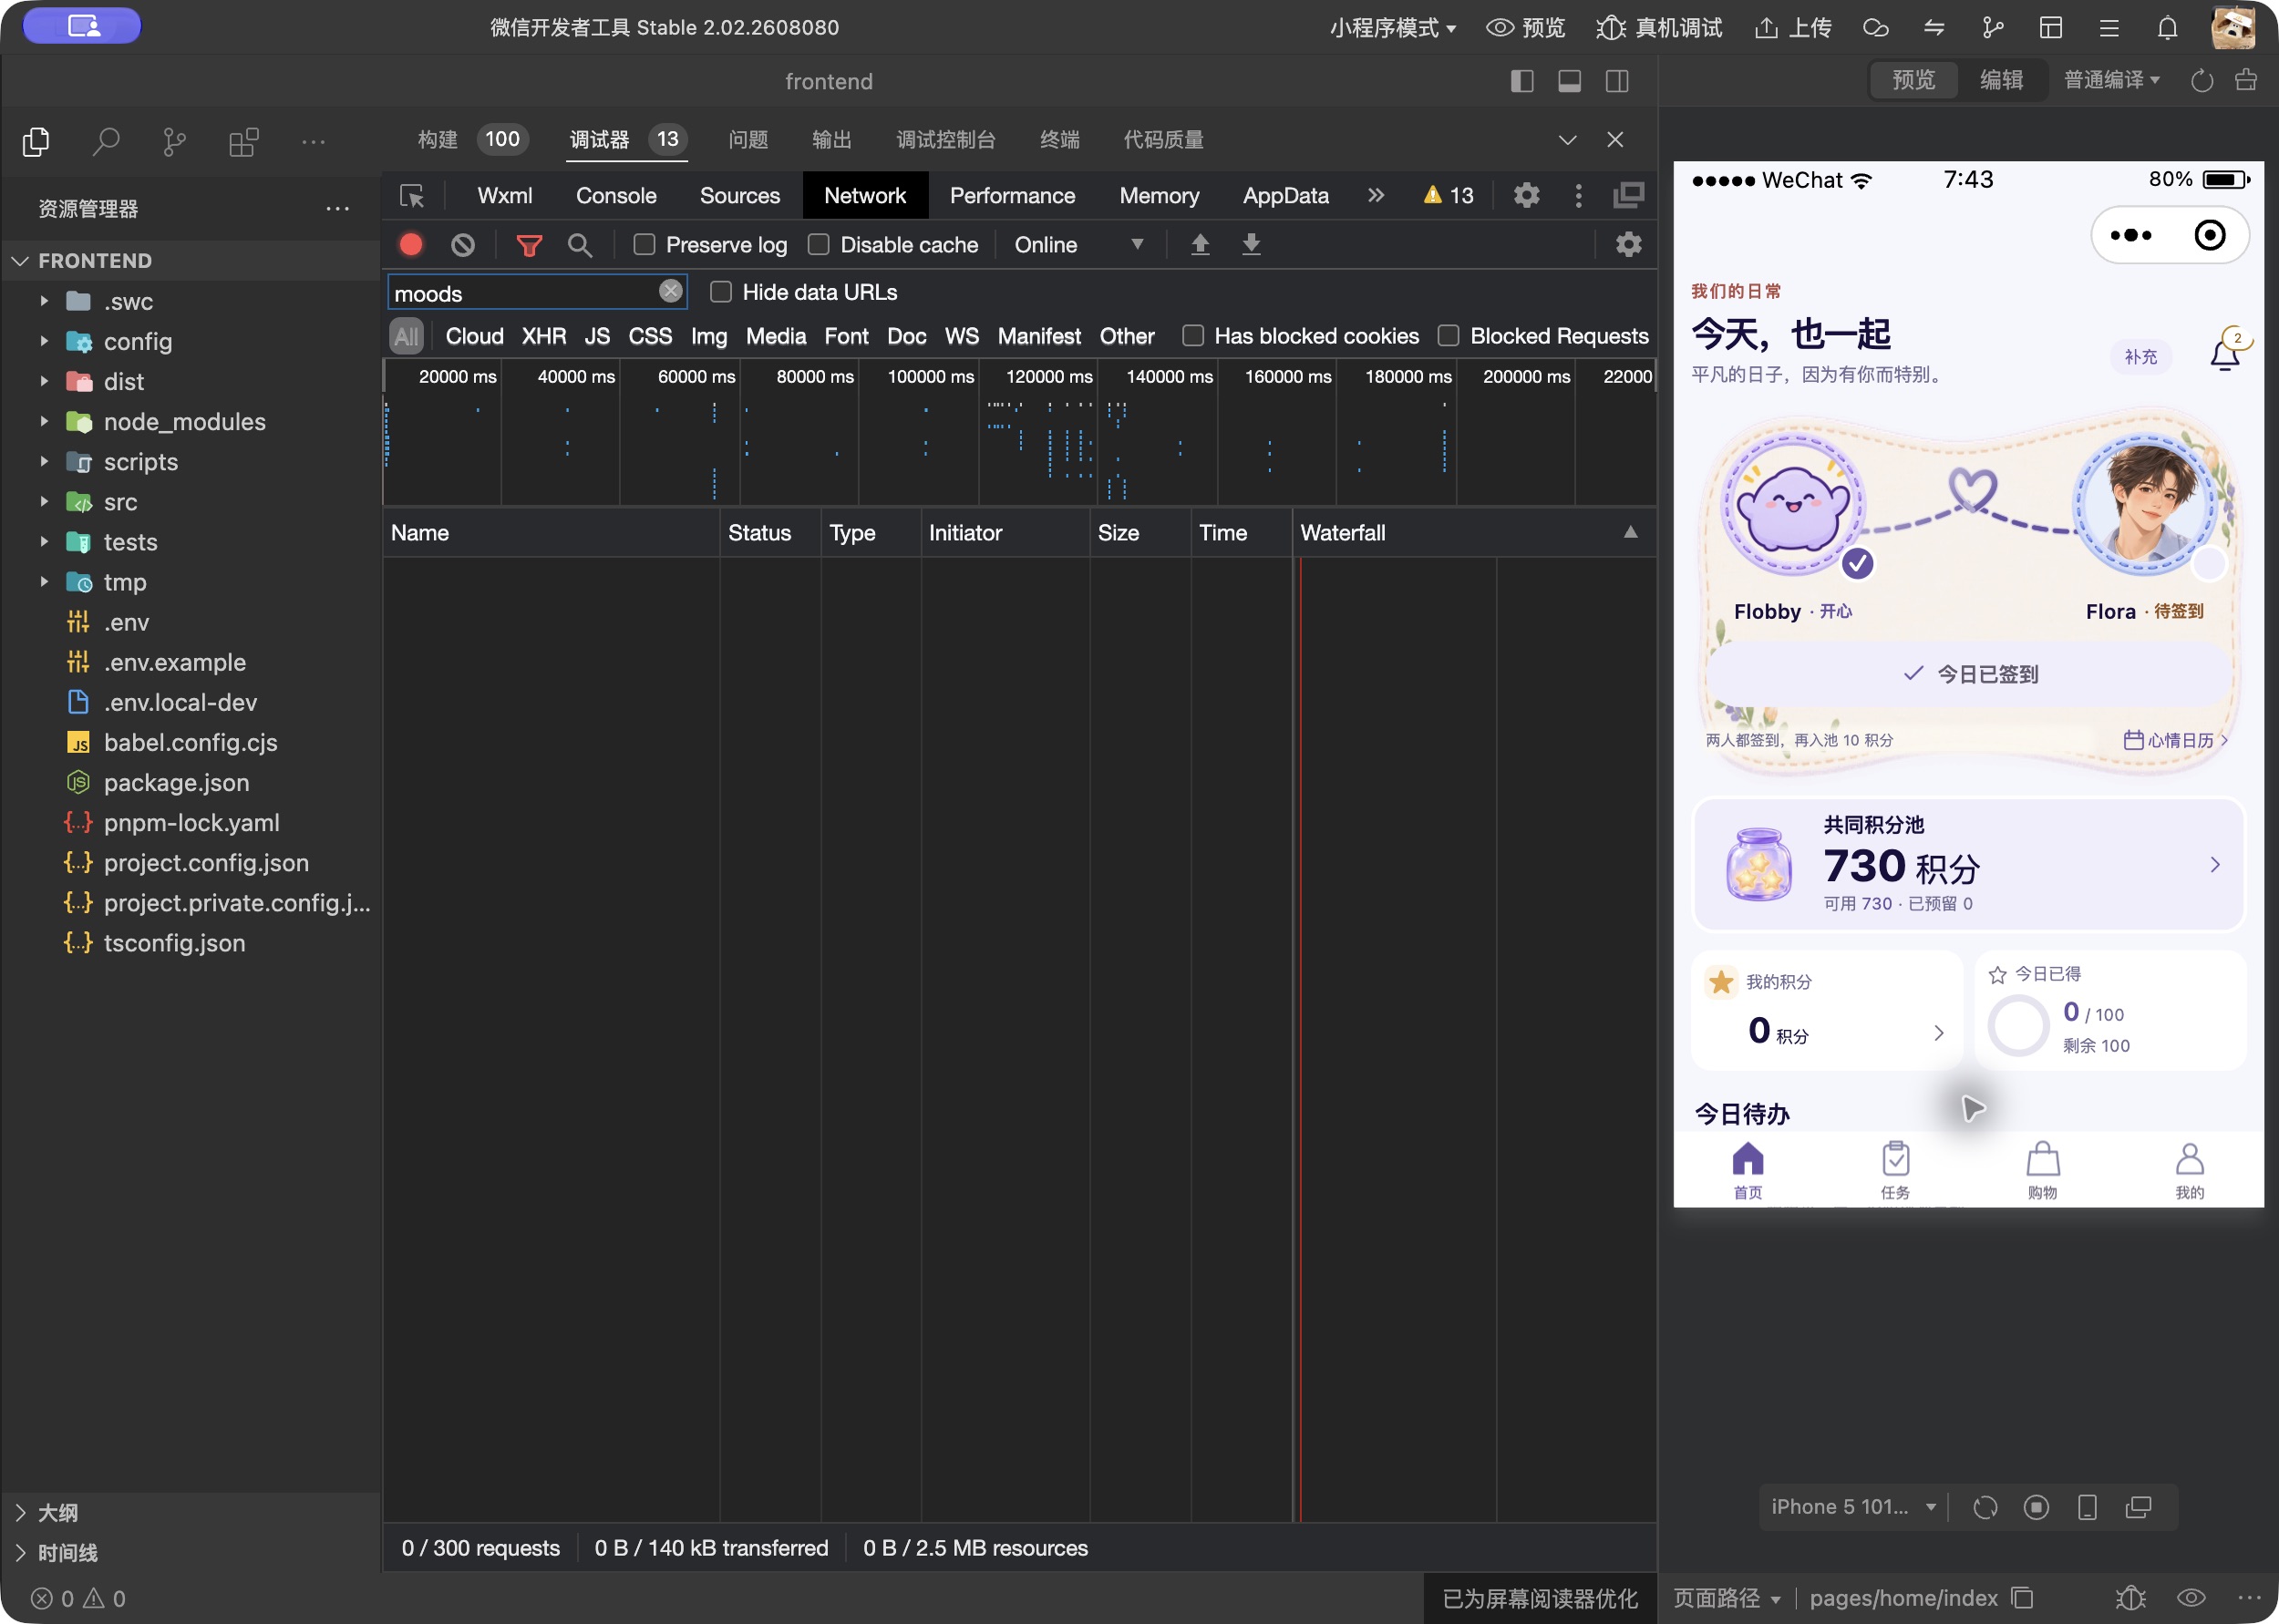 微信开发者工具 Stable 2.02.2608080
小程序模式
预览
真机调试
上传
frontend
预览
编辑
普通编译
构建 100
调试器 13
问题
输出
调试控制台
终端
代码质量
资源管理器
Wxml
Console
Sources
Network
Performance
Memory
AppData
13
Preserve log
Disable cache
Online
moods
Hide data URLs
All
Cloud
XHR
JS
CSS
Img
Media
Font
Doc
WS
Manifest
Other
Has blocked cookies
Blocked Requests
20000 ms
40000 ms
60000 ms
80000 ms
100000 ms
120000 ms
140000 ms
160000 ms
180000 ms
200000 ms
22000
Name
Status
Type
Initiator
Size
Time
Waterfall
FRONTEND
.swc
config
dist
node_modules
scripts
src
tests
tmp
.env
.env.example
.env.local-dev
babel.config.cjs
package.json
pnpm-lock.yaml
project.config.json
project.private.config.j...
tsconfig.json
大纲
时间线
0 0
0 / 300 requests
0 B / 140 kB transferred
0 B / 2.5 MB resources
已为屏幕阅读器优化
WeChat
7:43
80%
我们的日常
今天，也一起
平凡的日子，因为有你而特别。
补充
2
Flobby · 开心
Flora · 待签到
今日已签到
两人都签到，再入池 10 积分
心情日历
共同积分池
730 积分
可用 730 · 已预留 0
我的积分
0 积分
今日已得
0 / 100
剩余 100
今日待办
首页
任务
购物
我的
iPhone 5 101...
页面路径
pages/home/index